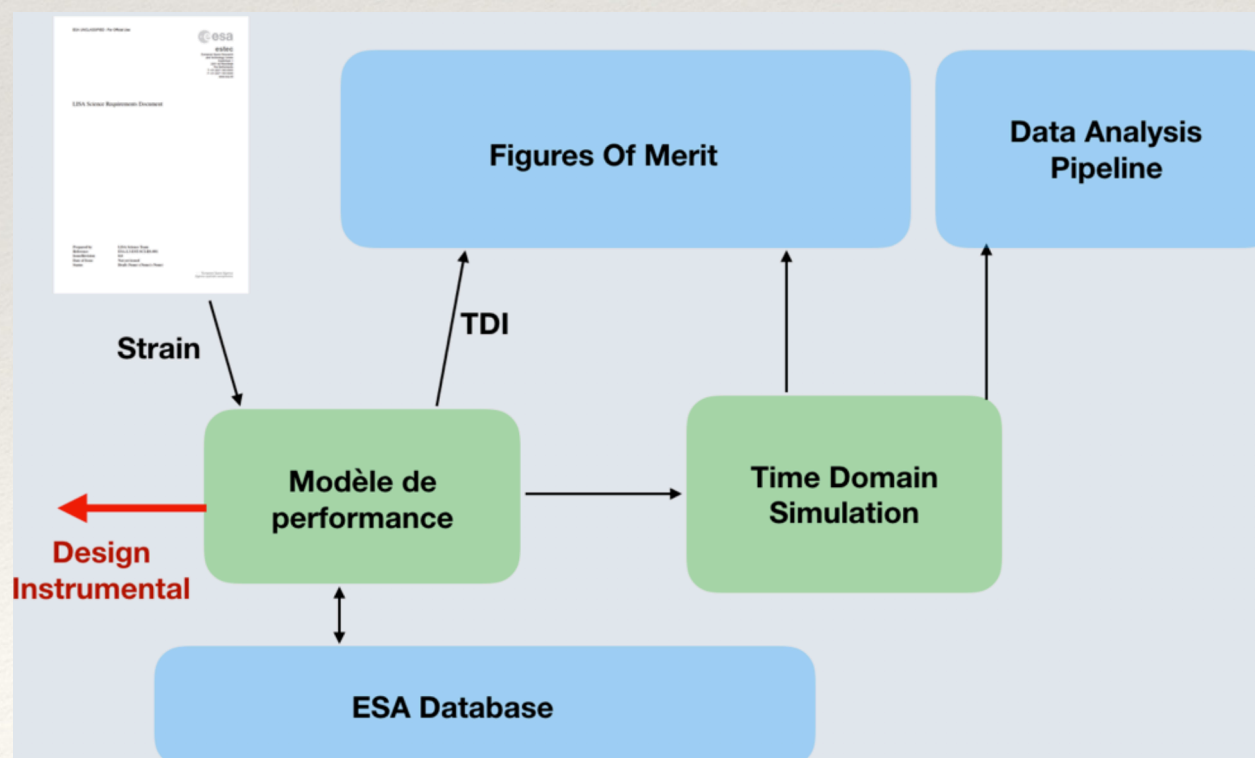 esa
estec
LISA Science Requirements Document
Figures Of Merit
Data Analysis
Pipeline
TDI
Strain
Modèle de
performance
Time Domain
Simulation
Design
Instrumental
ESA Database